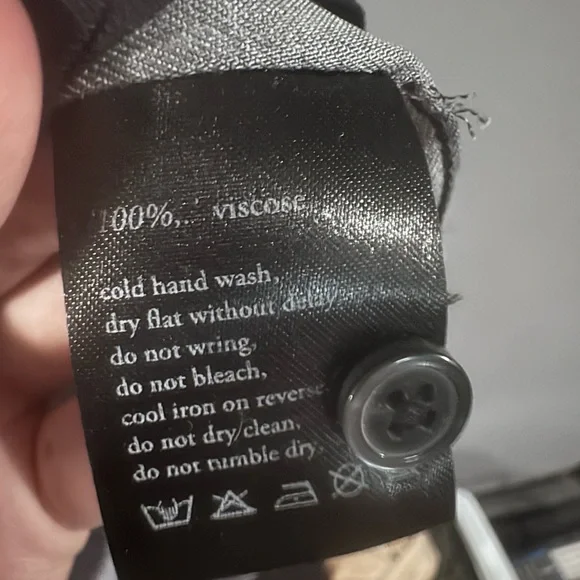 100%, VISCOSE
cold hand wash,
dry flat without delay
do not wring,
do not bleach,
cool iron on reverse
do not dry clean,
do not tumble dry